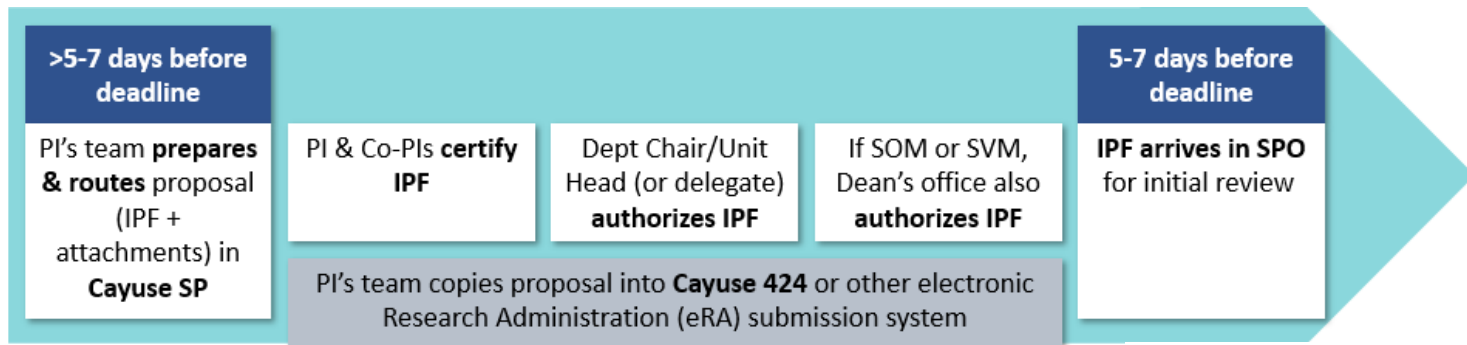 >5-7 days before
deadline
PI's team prepares
& routes proposal
(IPF +
attachments) in
Cayuse SP
PI & Co-PIs certify
IPF
Dept Chair/Unit
Head (or delegate)
authorizes IPF
If SOM or SVM,
Dean's office also
authorizes IPF
PI's team copies proposal into Cayuse 424 or other electronic
Research Administration (eRA) submission system
5-7 days before
deadline
IPF arrives in SPO
for initial review